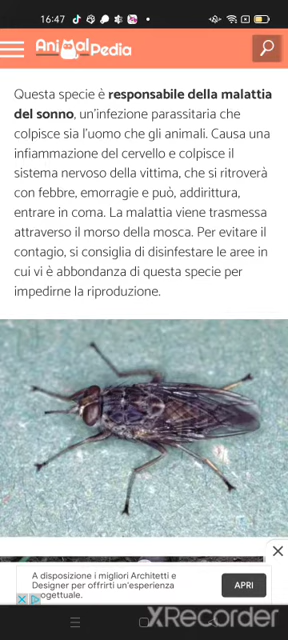 16:47
AnimalPedia
Questa specie è responsabile della malattia
del sonno, un'infezione parassitaria che
colpisce sia l'uomo che gli animali. Causa una
infiammazione del cervello e colpisce il
sistema nervoso della vittima, che si ritroverà
con febbre, emorragie e può, addirittura,
entrare in coma. La malattia viene trasmessa
attraverso il morso della mosca. Per evitare il
contagio, si consiglia di disinfestare le aree in
cui vi è abbondanza di questa specie per
impedirne la riproduzione.
A disposizione i migliori Architetti e
Designer per offrirti un'esperienza
progettuale.
APRI
XRecorder